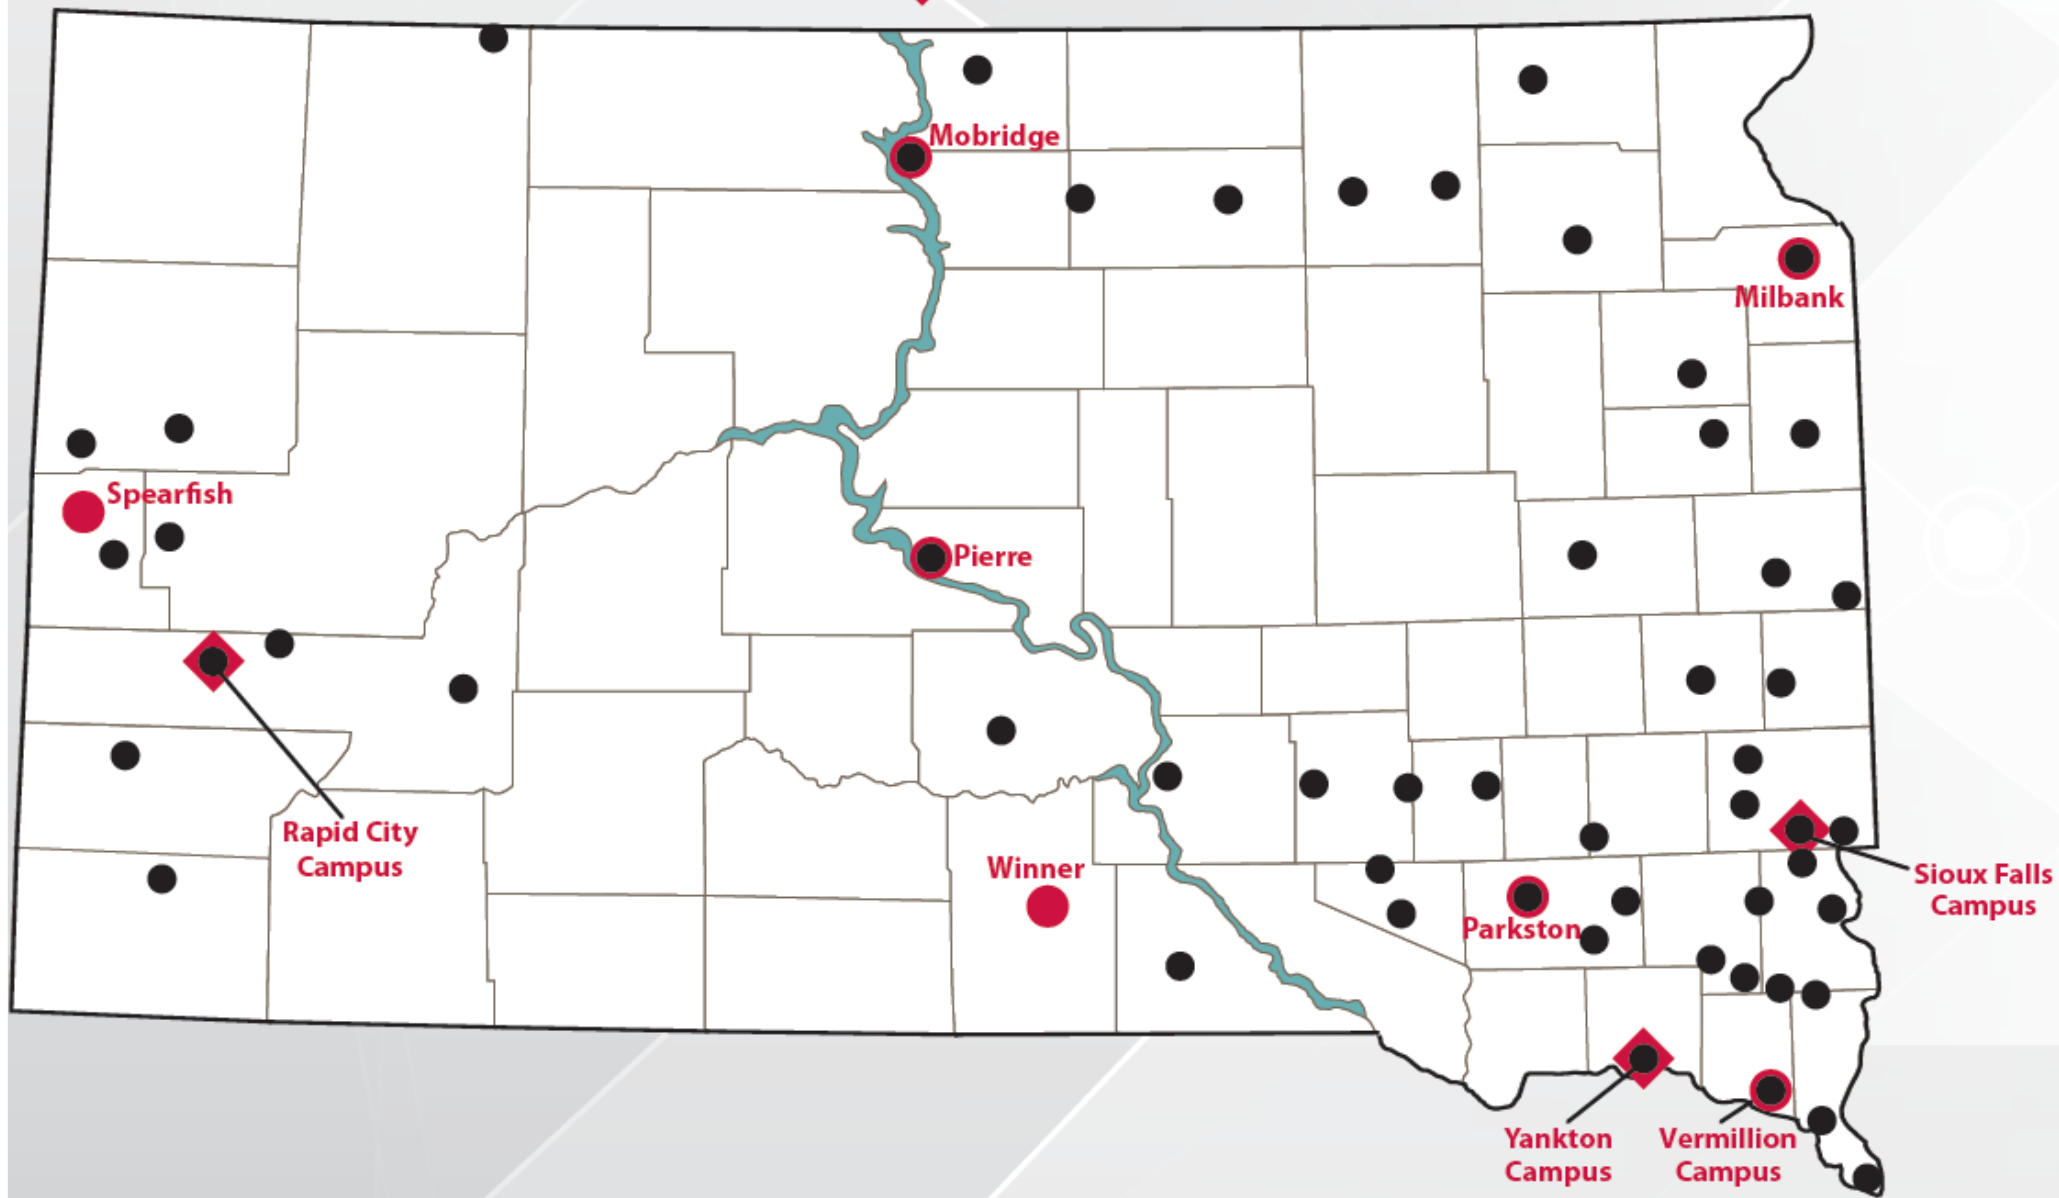 Mobridge
Milbank
Spearfish
Pierre
Rapid City
Campus
Winner
Parkston
Sioux Falls
Campus
Yankton
Campus
Vermillion
Campus